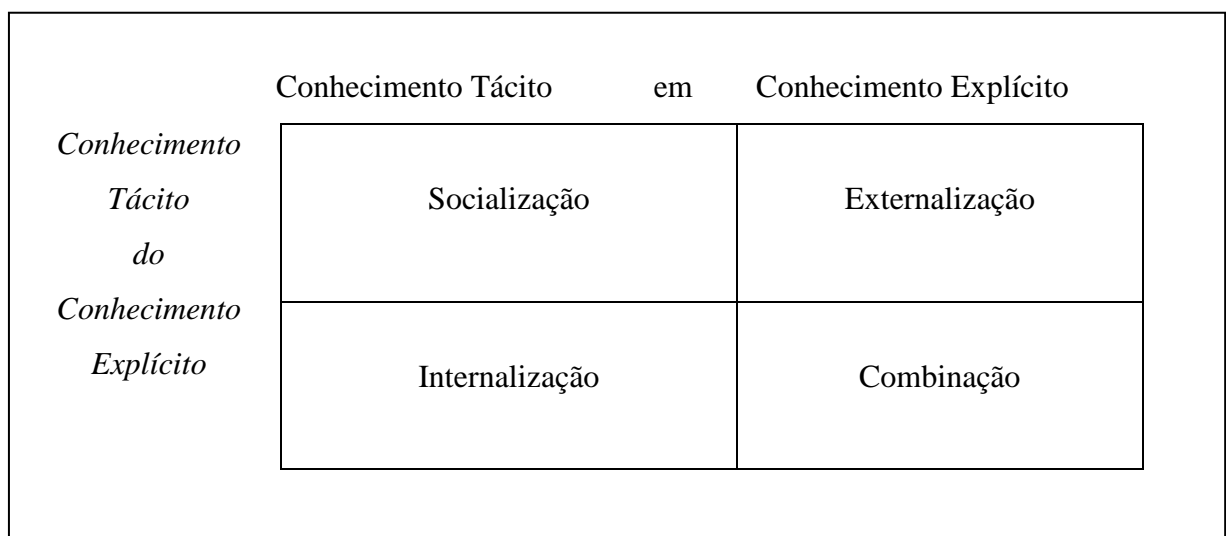 Conhecimento Tácito em Conhecimento Explícito
Conhecimento
Tácito
do
Conhecimento
Explícito
Socialização Externalização
Internalização Combinação